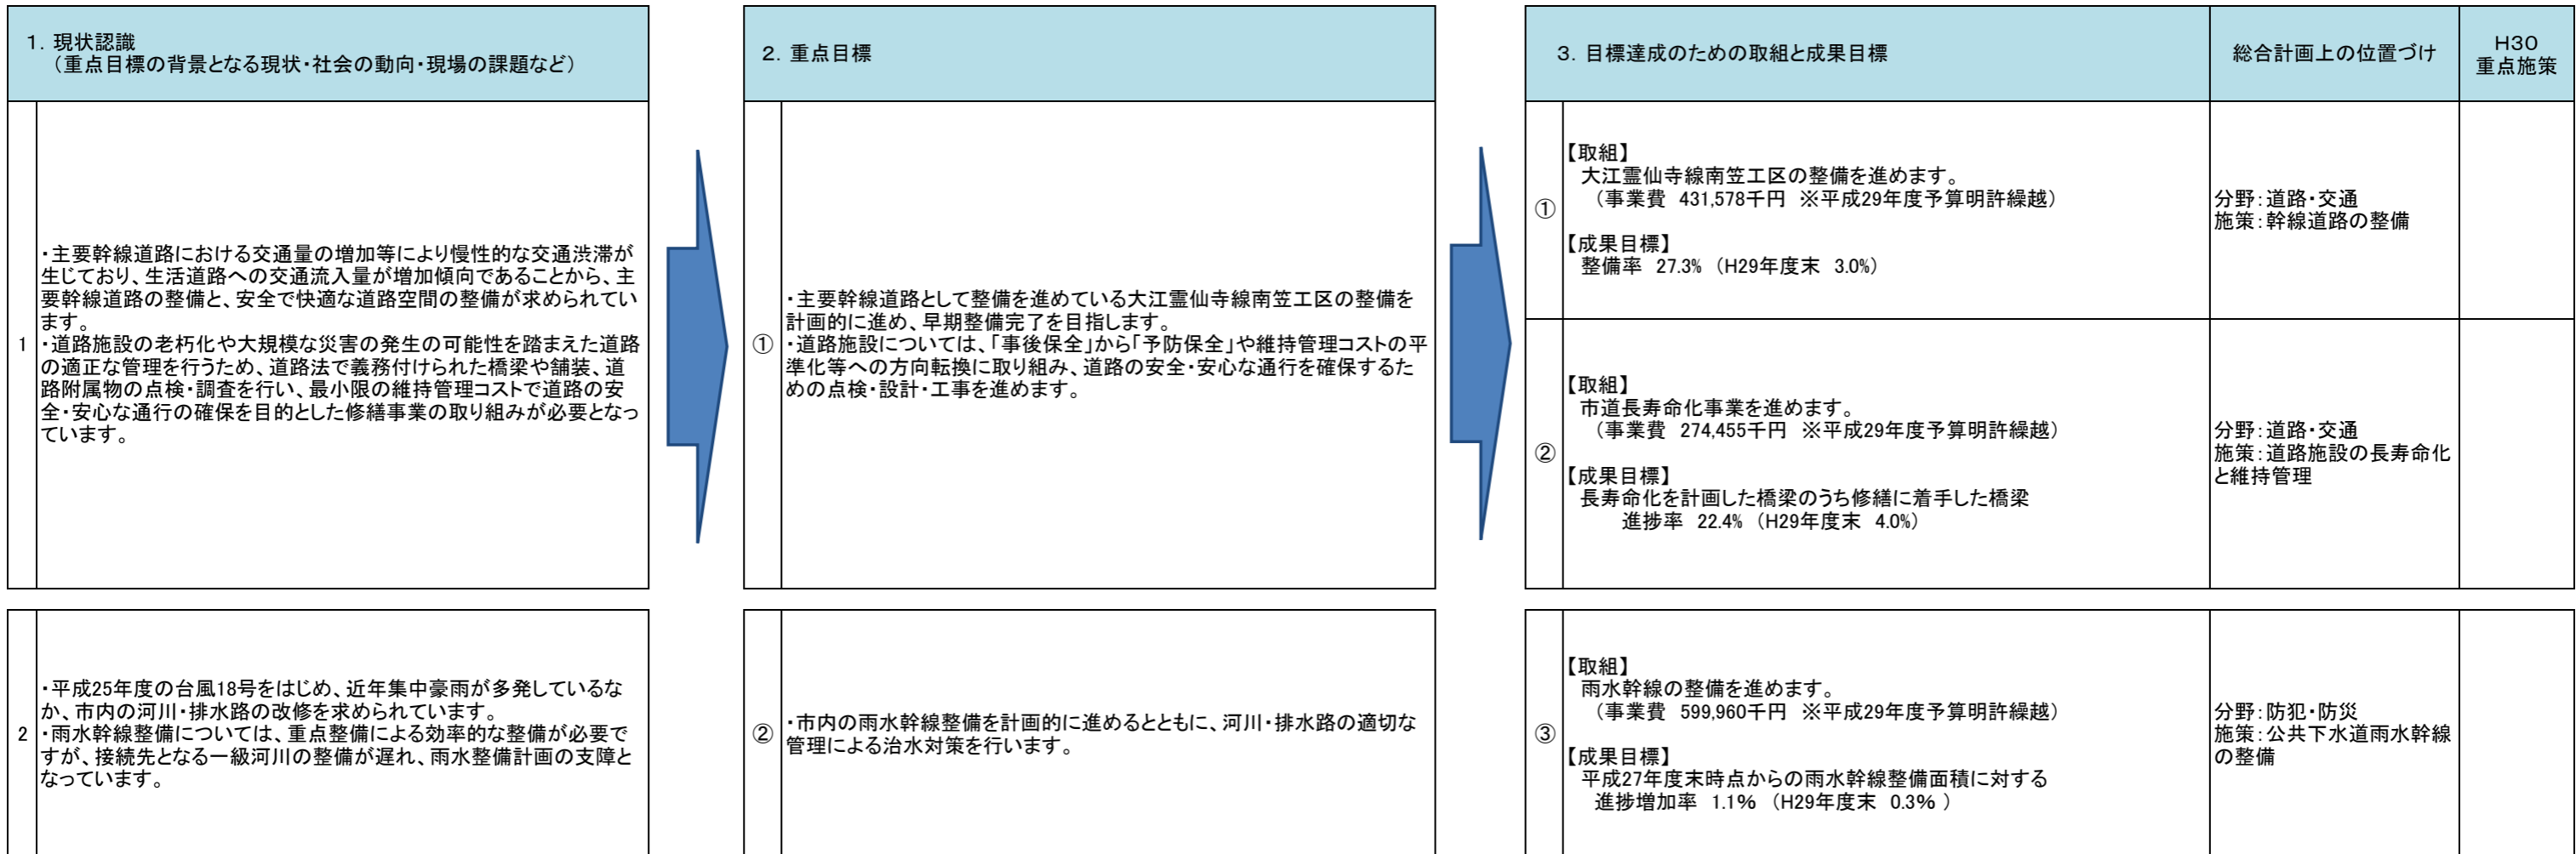 1．現状認識
（重点目標の背景となる現状・社会の動向・現場の課題など）
2．重点目標
3．目標達成のための取組と成果目標
総合計画上の位置づけ
H30
重点施策
1
・主要幹線道路における交通量の増加等により慢性的な交通渋滞が
生じており、生活道路への交通流入量が増加傾向であることから、主
要幹線道路の整備と、安全で快適な道路空間の整備が求められてい
ます。
・道路施設の老朽化や大規模な災害の発生の可能性を踏まえた道路
の適正な管理を行うため、道路法で義務付けられた橋梁や舗装、道
路附属物の点検・調査を行い、最小限の維持管理コストで道路の安
全・安心な通行の確保を目的とした修繕事業の取り組みが必要となっ
ています。
①
・主要幹線道路として整備を進めている大江霊仙寺線南笠工区の整備を
計画的に進め、早期整備完了を目指します。
・道路施設については、「事後保全」から「予防保全」や維持管理コストの平
準化等への方向転換に取り組み、道路の安全・安心な通行を確保するた
めの点検・設計・工事を進めます。
①
【取組】
大江霊仙寺線南笠工区の整備を進めます。
（事業費 431,578千円 ※平成29年度予算明許繰越）
【成果目標】
整備率 27.3% （H29年度末 3.0%）
分野：道路・交通
施策：幹線道路の整備
②
【取組】
市道長寿命化事業を進めます。
（事業費 274,455千円 ※平成29年度予算明許繰越）
【成果目標】
長寿命化を計画した橋梁のうち修繕に着手した橋梁
進捗率 22.4% （H29年度末 4.0%）
分野：道路・交通
施策：道路施設の長寿命化
と維持管理
2
・平成25年度の台風18号をはじめ、近年集中豪雨が多発しているな
か、市内の河川・排水路の改修を求められています。
・雨水幹線整備については、重点整備による効率的な整備が必要で
すが、接続先となる一級河川の整備が遅れ、雨水整備計画の支障と
なっています。
②
・市内の雨水幹線整備を計画的に進めるとともに、河川・排水路の適切な
管理による治水対策を行います。
③
【取組】
雨水幹線の整備を進めます。
（事業費 599,960千円 ※平成29年度予算明許繰越）
【成果目標】
平成27年度末時点からの雨水幹線整備面積に対する
進捗増加率 1.1% （H29年度末 0.3% ）
分野：防犯・防災
施策：公共下水道雨水幹線
の整備